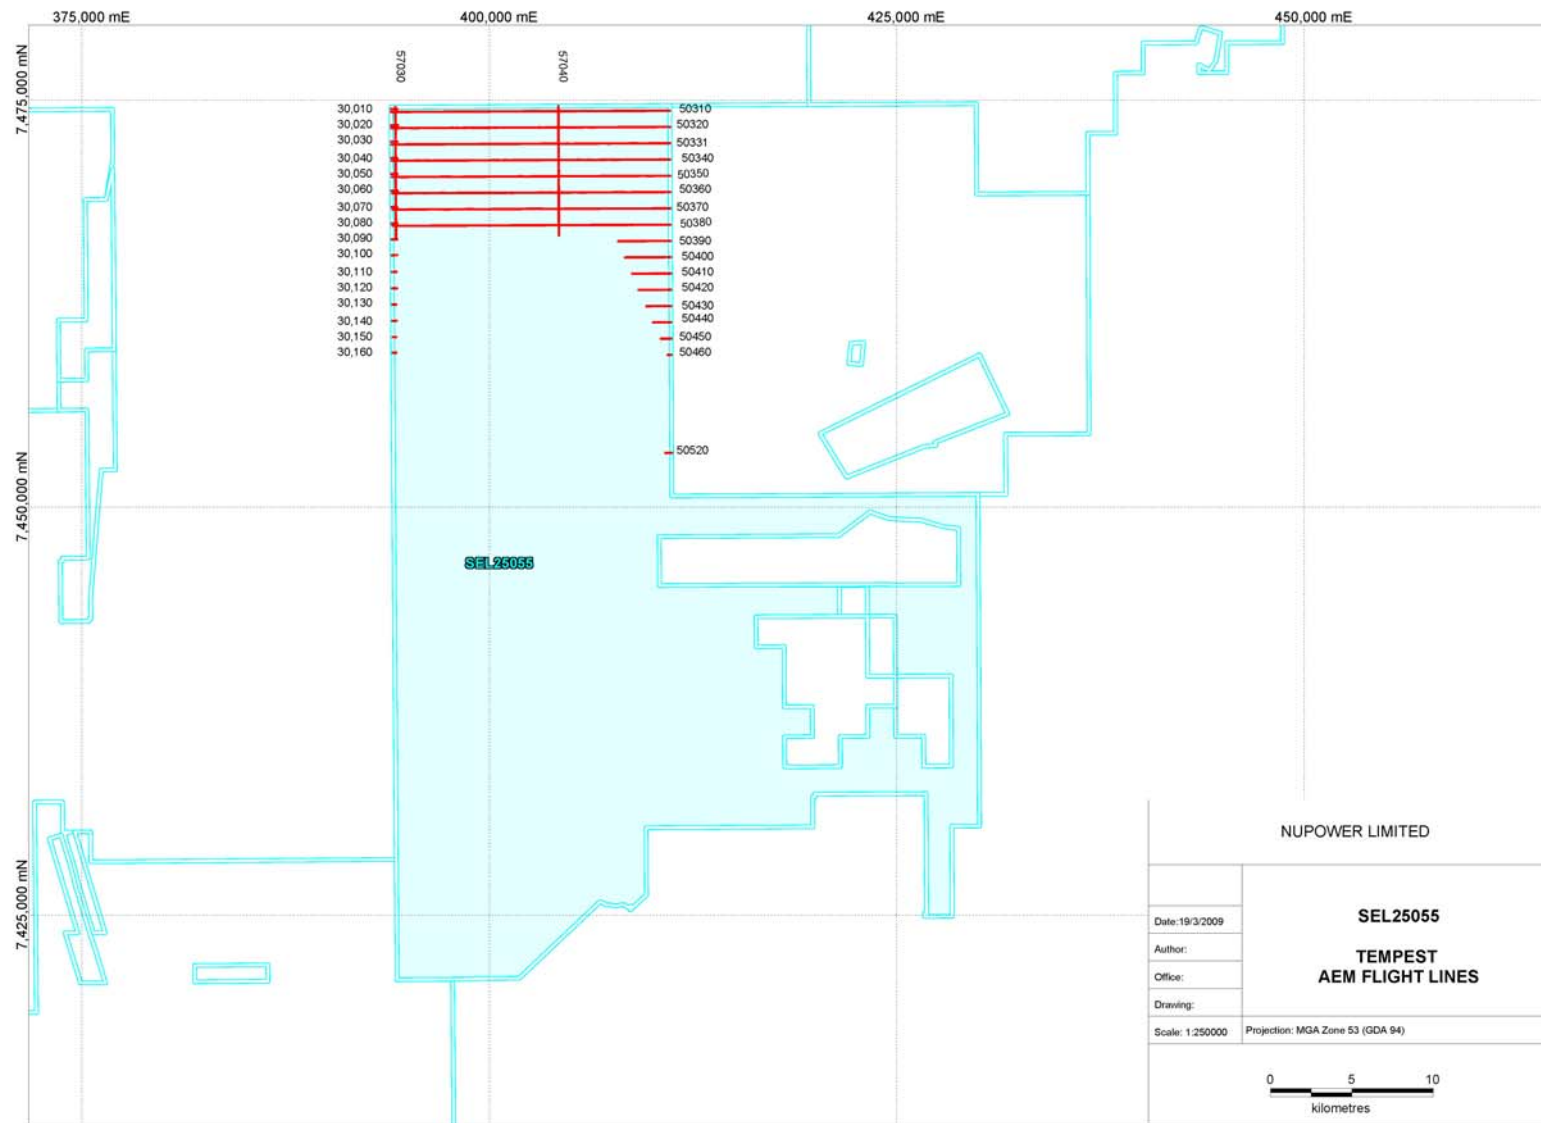 375,000 mE
400,000 mE
425,000 mE
450,000 mE
7,475,000 mN
7,450,000 mN
7,425,000 mN
57030
57040
30,010
50310
30,020
50320
30,030
50331
30,040
50340
30,050
50350
30,060
50360
30,070
50370
30,080
50380
30,090
50390
30,100
50400
30,110
50410
30,120
50420
30,130
50430
30,140
50440
30,150
50450
30,160
50460
50520
SEL25055
NUPOWER LIMITED
Date:19/3/2009
Author:
Office:
Drawing:
Scale: 1:250000
SEL25055
TEMPEST
AEM FLIGHT LINES
Projection: MGA Zone 53 (GDA 94)
0 5 10
kilometres